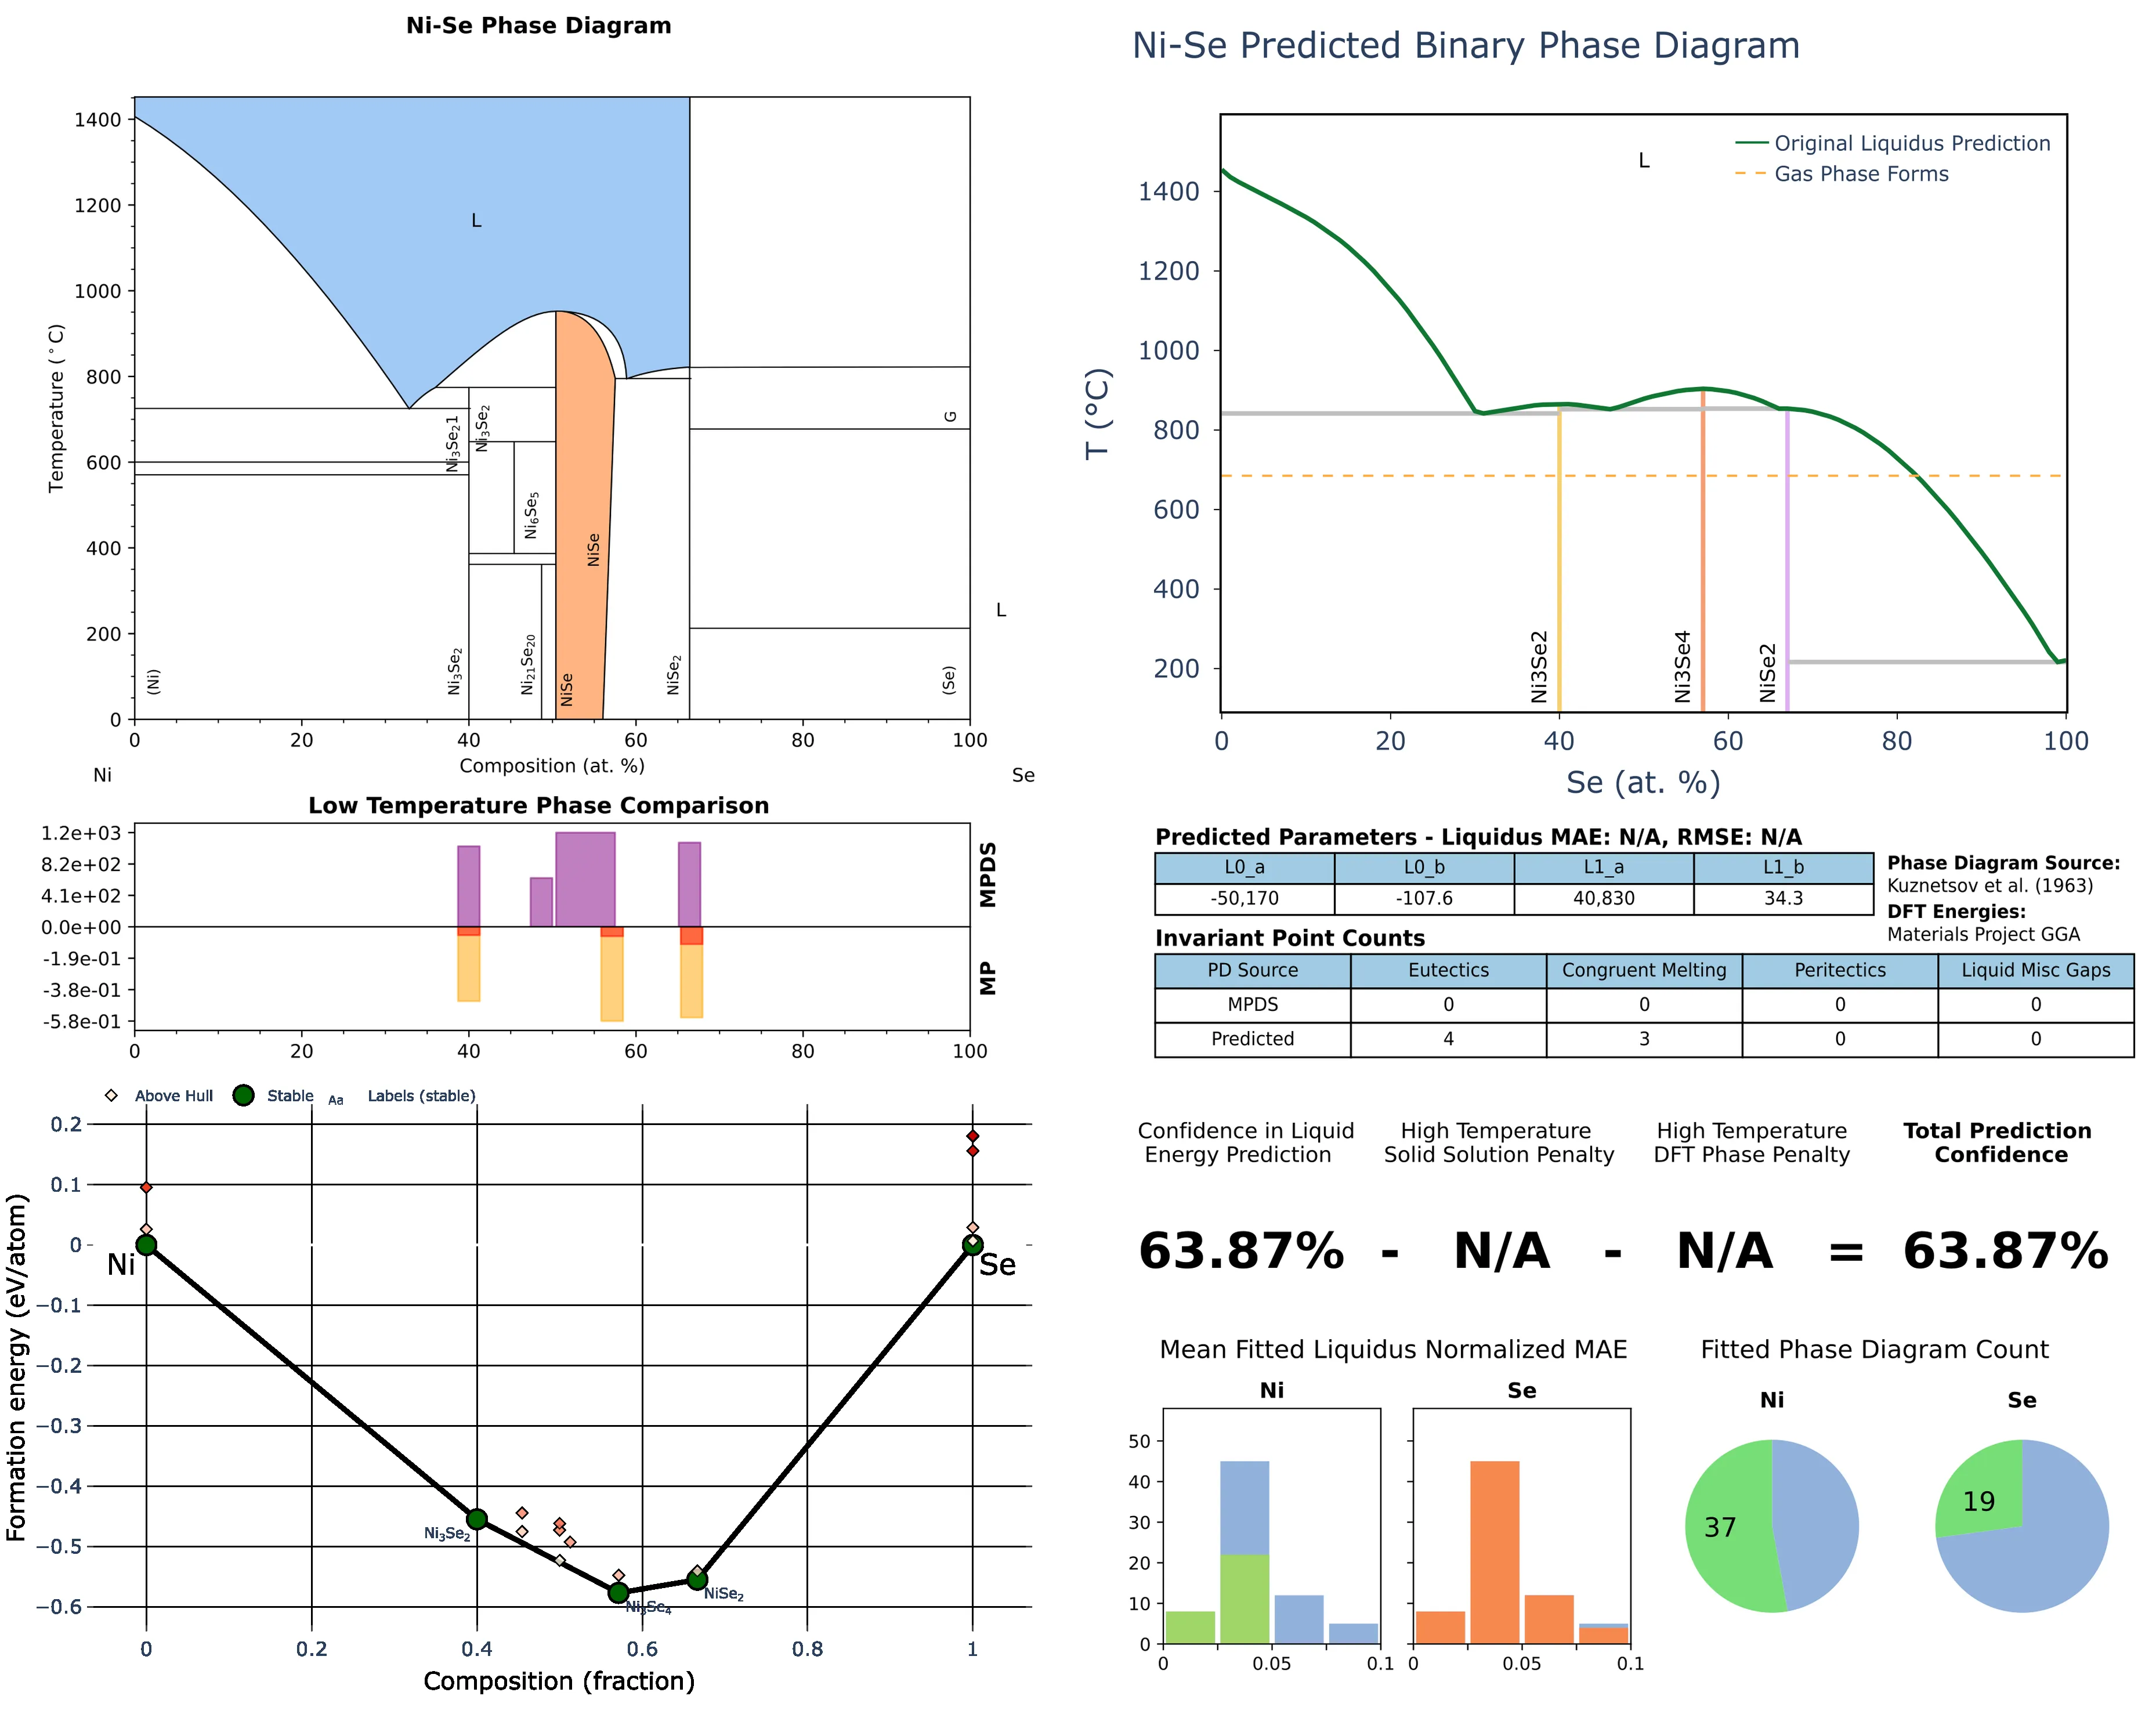 Ni-Se Phase Diagram
1400
1200
1000
800
600
400
200
0
Temperature (°C)
L
Ni3Se21
Ni3Se2
Ni6Se5
NiSe
G
L
(Ni)
Ni3Se2
Ni21Se20
NiSe
NiSe2
(Se)
0 20 40 60 80 100
Composition (at. %)
Ni Se
Low Temperature Phase Comparison
1.2e+03
8.2e+02
4.1e+02
0.0e+00
-1.9e-01
-3.8e-01
-5.8e-01
MPDS
MP
0 20 40 60 80 100
Above Hull Stable Aa Labels (stable)
0.2
0.1
0
−0.1
−0.2
−0.3
−0.4
−0.5
−0.6
Formation energy (eV/atom)
Ni
Se
Ni3Se2
Ni3Se4
NiSe2
0 0.2 0.4 0.6 0.8 1
Composition (fraction)
Ni-Se Predicted Binary Phase Diagram
L
Original Liquidus Prediction
Gas Phase Forms
1400
1200
1000
800
600
400
200
T (°C)
Ni3Se2
Ni3Se4
NiSe2
0 20 40 60 80 100
Se (at. %)
Predicted Parameters - Liquidus MAE: N/A, RMSE: N/A
L0_a L0_b L1_a L1_b
-50,170 -107.6 40,830 34.3
Phase Diagram Source:
Kuznetsov et al. (1963)
DFT Energies:
Materials Project GGA
Invariant Point Counts
PD Source Eutectics Congruent Melting Peritectics Liquid Misc Gaps
MPDS 0 0 0 0
Predicted 4 3 0 0
Confidence in Liquid
Energy Prediction
High Temperature
Solid Solution Penalty
High Temperature
DFT Phase Penalty
Total Prediction
Confidence
63.87% - N/A - N/A = 63.87%
Mean Fitted Liquidus Normalized MAE
Ni
Se
50
40
30
20
10
0
0 0.05 0.1
0 0.05 0.1
Fitted Phase Diagram Count
Ni
Se
37
19